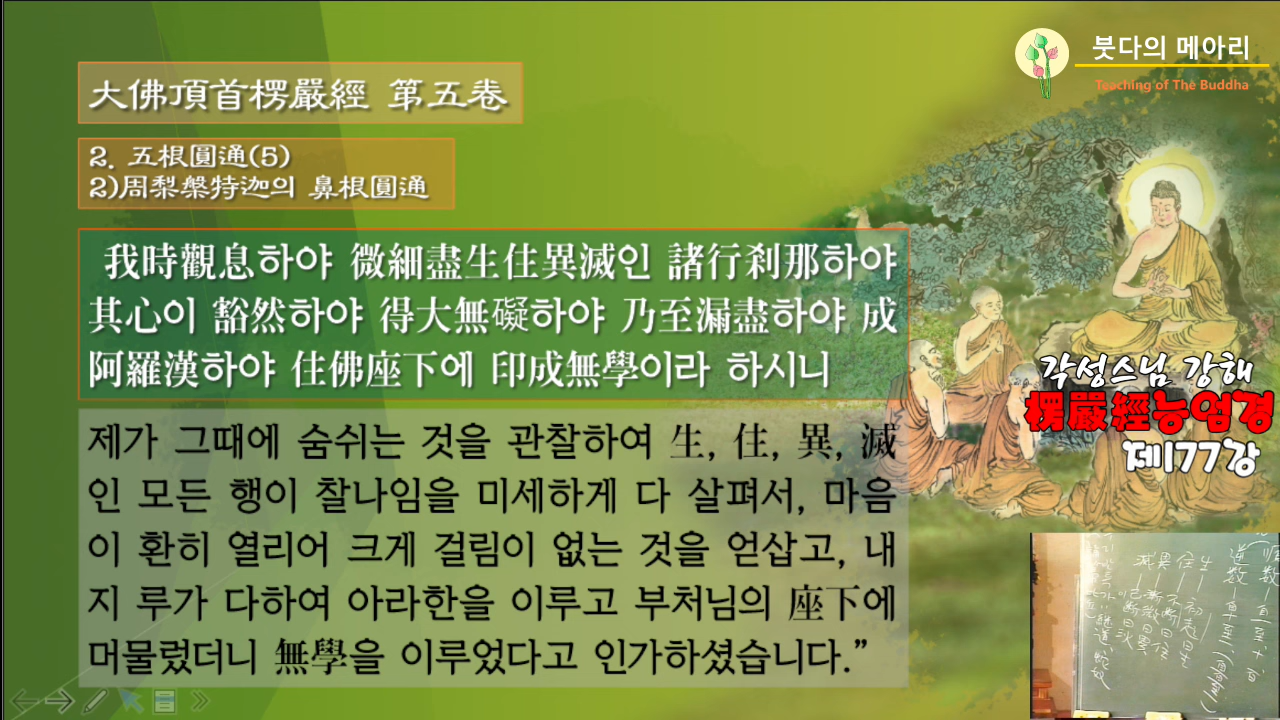 大佛頂首楞嚴經 第五卷
2. 五根圓通(5)
2)周梨槃特迦의 鼻根圓通
我時觀息하야 微細盡生住異滅인 諸行刹那하야
其心이 豁然하야 得大無礙하야 乃至漏盡하야 成
阿羅漢하야 住佛座下에 印成無學이라 하시니
제가 그때에 숨쉬는 것을 관찰하여 生, 住, 異, 滅
인 모든 행이 찰나임을 미세하게 다 살펴서, 마음
이 환히 열리어 크게 걸림이 없는 것을 얻삽고, 내
지 루가 다하여 아라한을 이루고 부처님의 座下에
머물렀더니 無學을 이루었다고 인가하셨습니다.”
붓다의 메아리
Teaching of The Buddha
각성스님 강해
楞嚴經능엄경
제177강